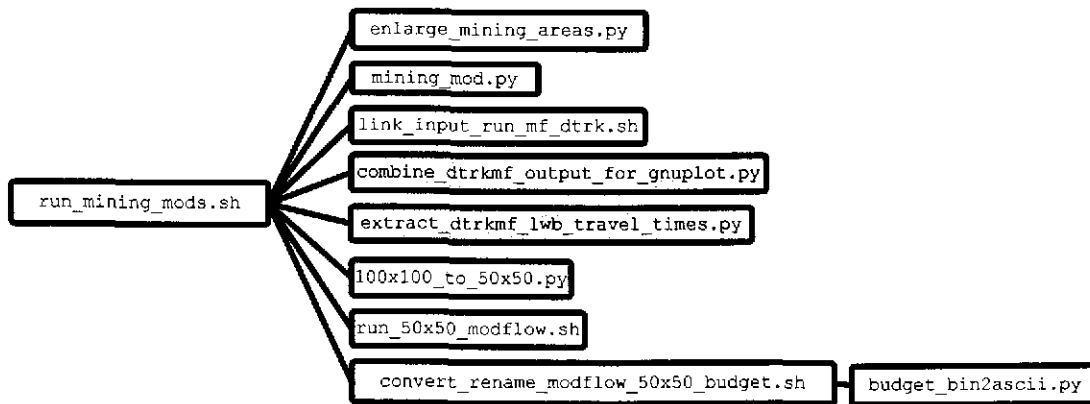 enlarge_mining_areas.py
mining_mod.py
link_input_run_mf_dtrk.sh
combine_dtrkmf_output_for_gnuplot.py
run_mining_mods.sh
extract_dtrkmf_lwb_travel_times.py
100x100_to_50x50.py
run_50x50_modflow.sh
convert_rename_modflow_50x50_budget.sh
budget_bin2ascii.py